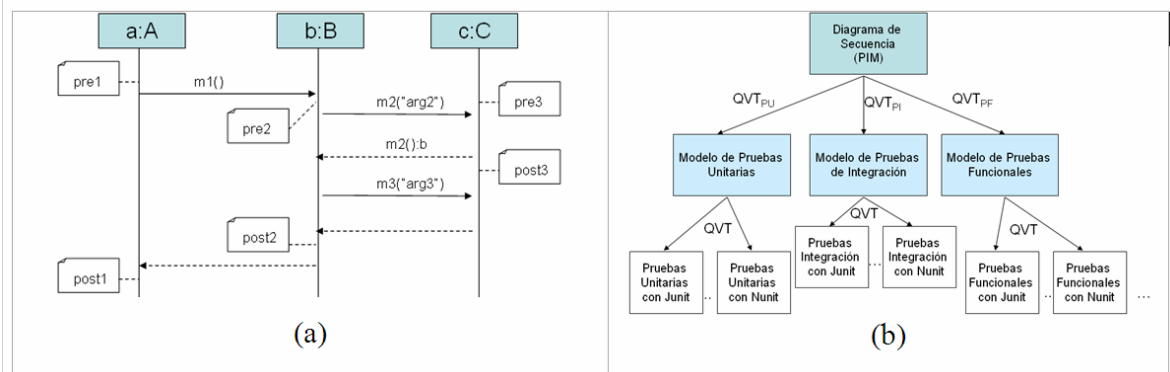 a:A
b:B
c:C
pre1
m1()
m2("arg2")
pre3
pre2
m2():b
post3
m3("arg3")
post2
post1
(a)
Diagrama de
Secuencia
(PIM)
QVTPU
QVTPI
QVTPF
Modelo de Pruebas
Unitarias
Modelo de Pruebas
de Integración
Modelo de Pruebas
Funcionales
QVT
QVT
QVT
Pruebas
Unitarias
con Junit
..
Pruebas
Unitarias
con Nunit
Pruebas
Integración
con Junit
...
Pruebas
Integración
con Nunit
Pruebas
Funcionales
con Junit
..
Pruebas
Funcionales
con Nunit
...
(b)